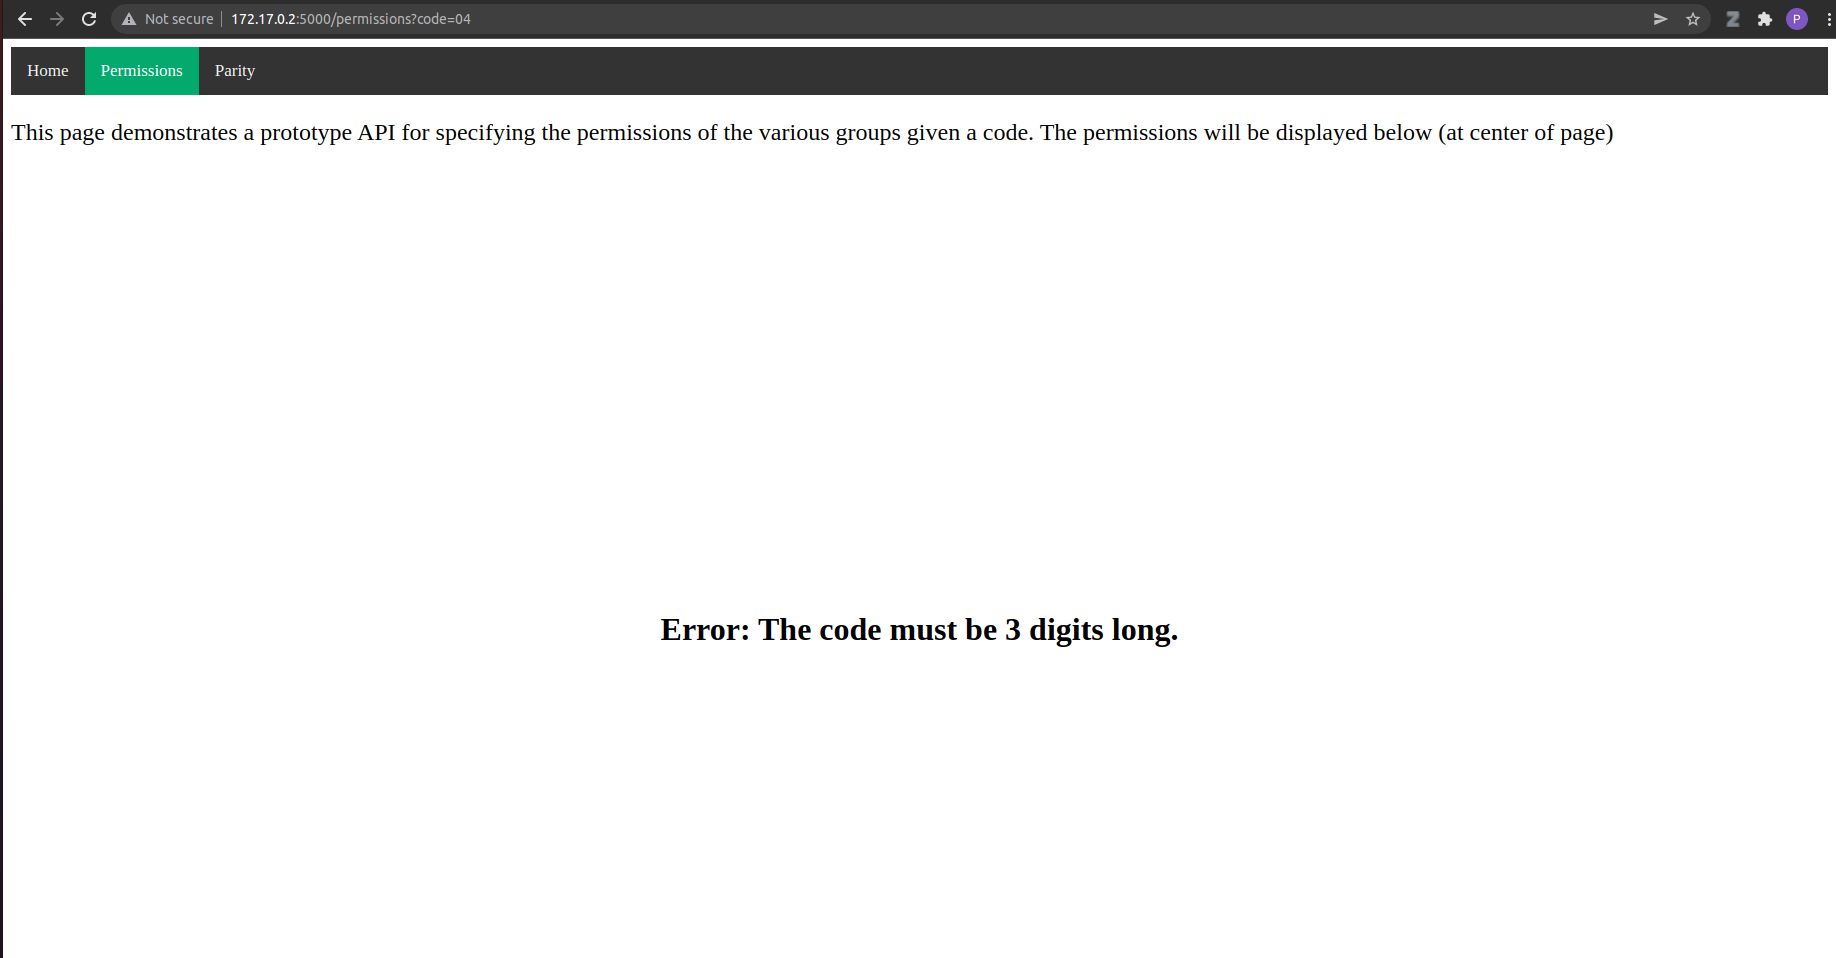 Not secure 172.17.0.2:5000/permissions?code=04
Z P
Home Permissions Parity
This page demonstrates a prototype API for specifying the permissions of the various groups given a code. The permissions will be displayed below (at center of page)
Error: The code must be 3 digits long.